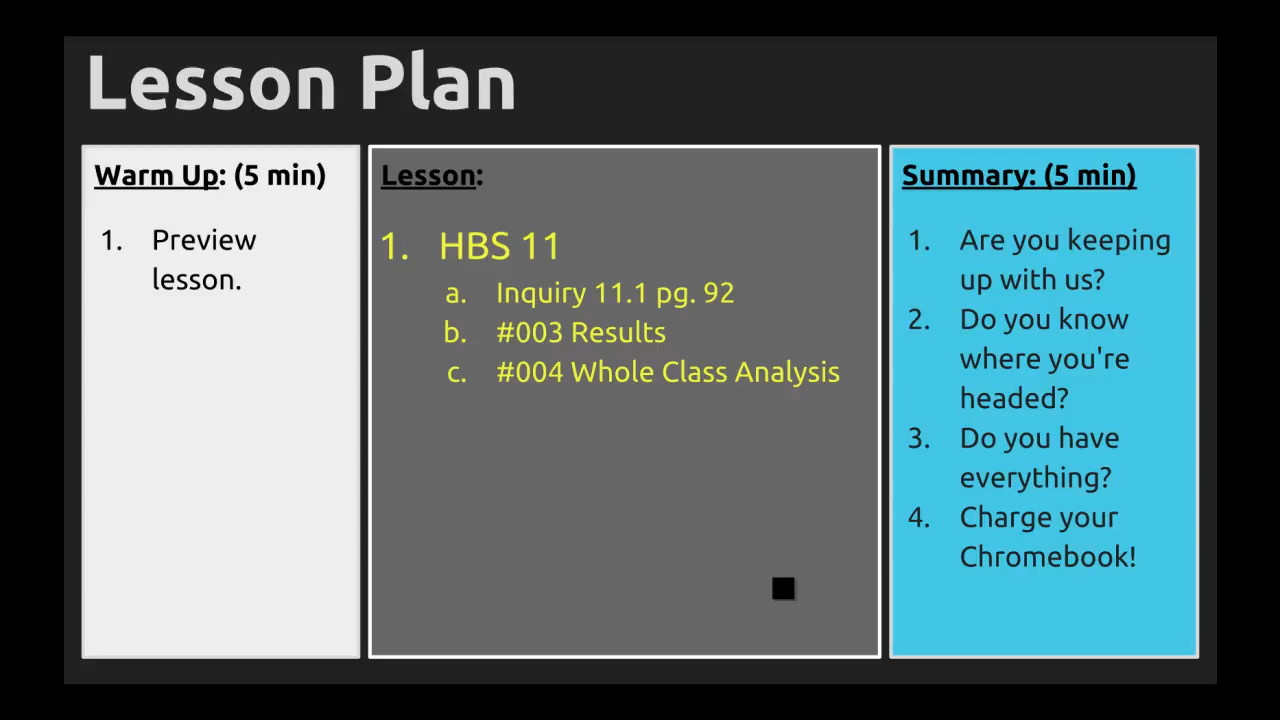 Lesson Plan
Warm Up: (5 min)
1. Preview
lesson.
Lesson:
1. HBS 11
a. Inquiry 11.1 pg. 92
b. #003 Results
c. #004 Whole Class Analysis
Summary: (5 min)
1. Are you keeping
up with us?
2. Do you know
where you're
headed?
3. Do you have
everything?
4. Charge your
Chromebook!